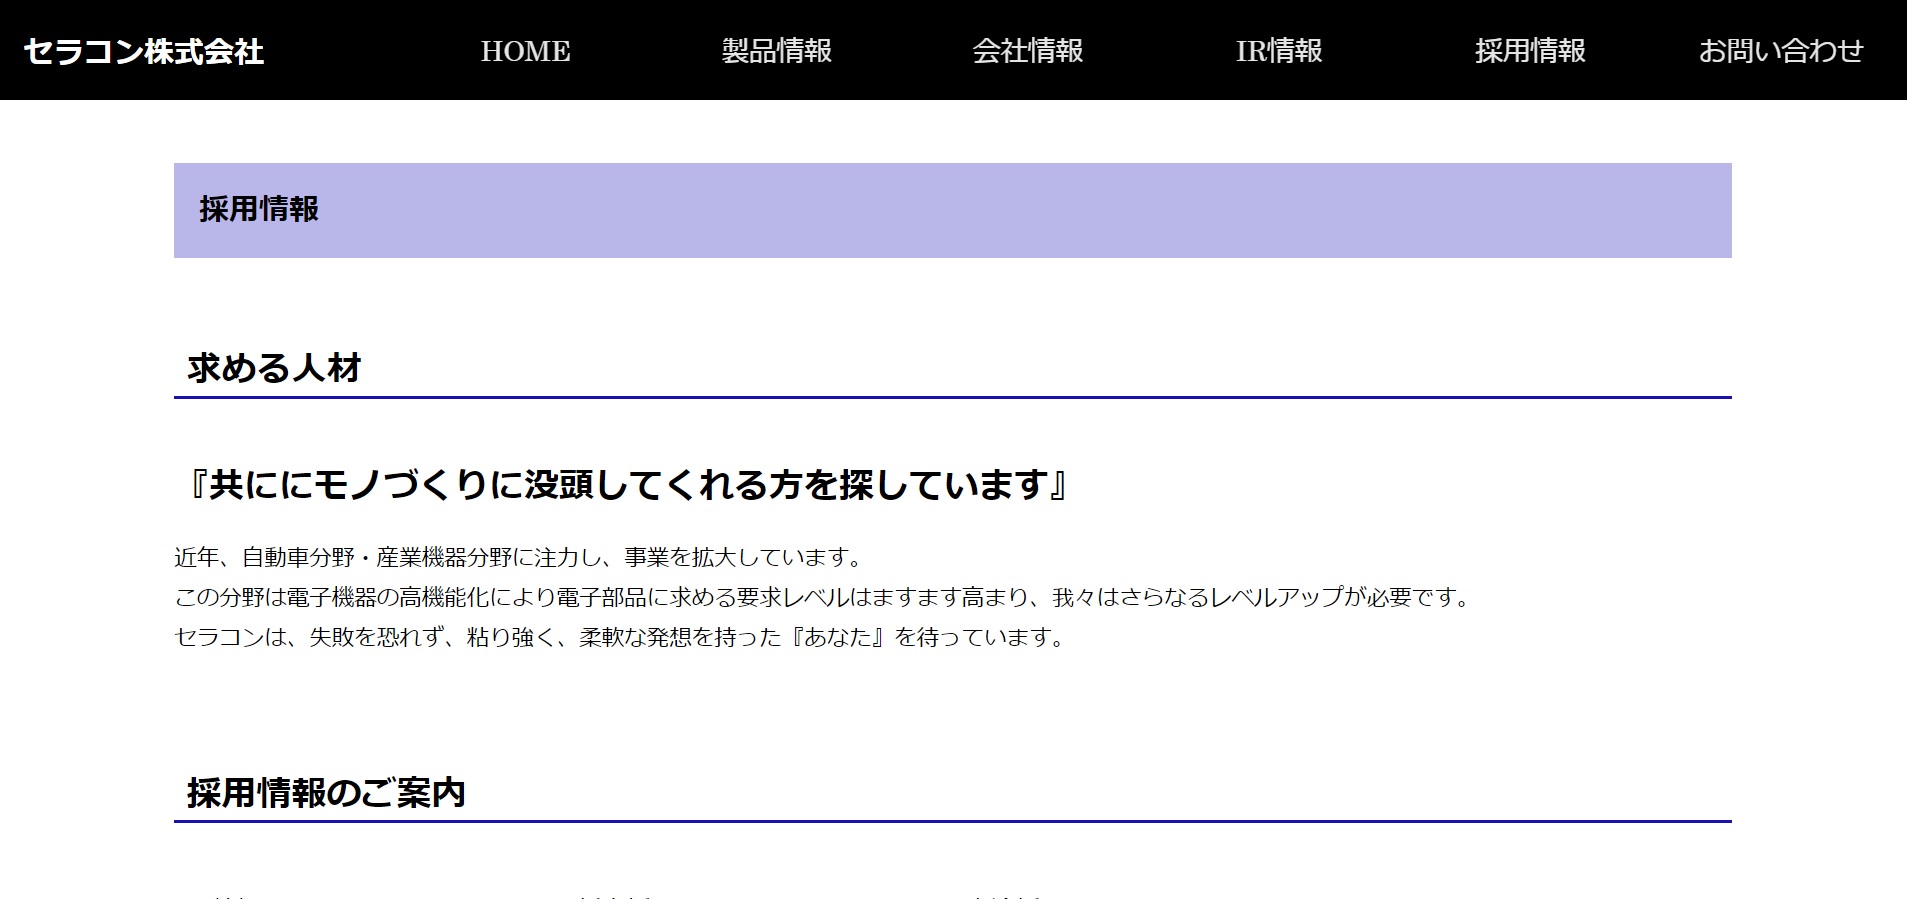 セラコン株式会社 HOME 製品情報 会社情報 IR情報 採用情報 お問い合わせ
採用情報
求める人材
『共ににモノづくりに没頭してくれる方を探しています』
近年、自動車分野・産業機器分野に注力し、事業を拡大しています。
この分野は電子機器の高機能化により電子部品に求める要求レベルはますます高まり、我々はさらなるレベルアップが必要です。
セラコンは、失敗を恐れず、粘り強く、柔軟な発想を持った『あなた』を待っています。
採用情報のご案内